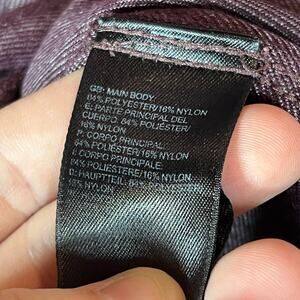 GB: MAIN BODY
84% POLYESTER/16% NYLON
E: PARTE PRINCIPAL DEL
CUERPO: 84% POLIÉSTER/
16% NYLON
P: CORPO PRINCIPAL:
84% POLIÉSTER/16% NYLON
I: CORPO PRINCIPALE:
84% POLIESTERE/16% NYLON
D: HAUPTTEIL: 84% POLYESTER/
16% NYLON